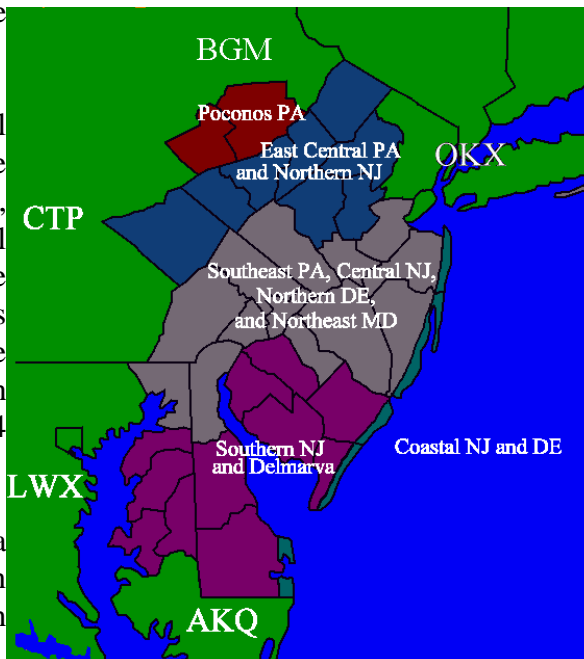 BGM
Poconos PA
East Central PA
and Northern NJ
OKX
CTP
Southeast PA, Central NJ,
Northern DE,
and Northeast MD
Southern NJ
and Delmarva
Coastal NJ and DE
LWX
AKQ